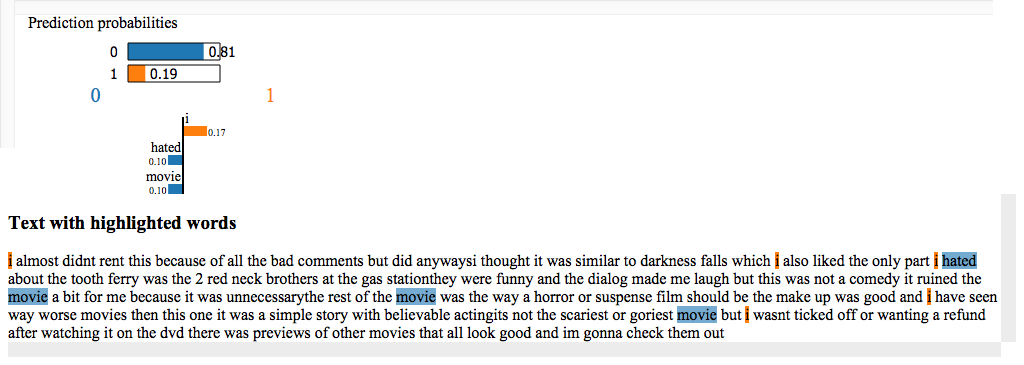 Prediction probabilities
0 0.81
1 0.19
0 1
i
0.17
hated
0.10
movie
0.10
Text with highlighted words
i almost didnt rent this because of all the bad comments but did anywaysi thought it was similar to darkness falls which i also liked the only part i hated
about the tooth ferry was the 2 red neck brothers at the gas stationthey were funny and the dialog made me laugh but this was not a comedy it ruined the
movie a bit for me because it was unnecessarythe rest of the movie was the way a horror or suspense film should be the make up was good and i have seen
way worse movies then this one it was a simple story with believable actingits not the scariest or goriest movie but i wasnt ticked off or wanting a refund
after watching it on the dvd there was previews of other movies that all look good and im gonna check them out